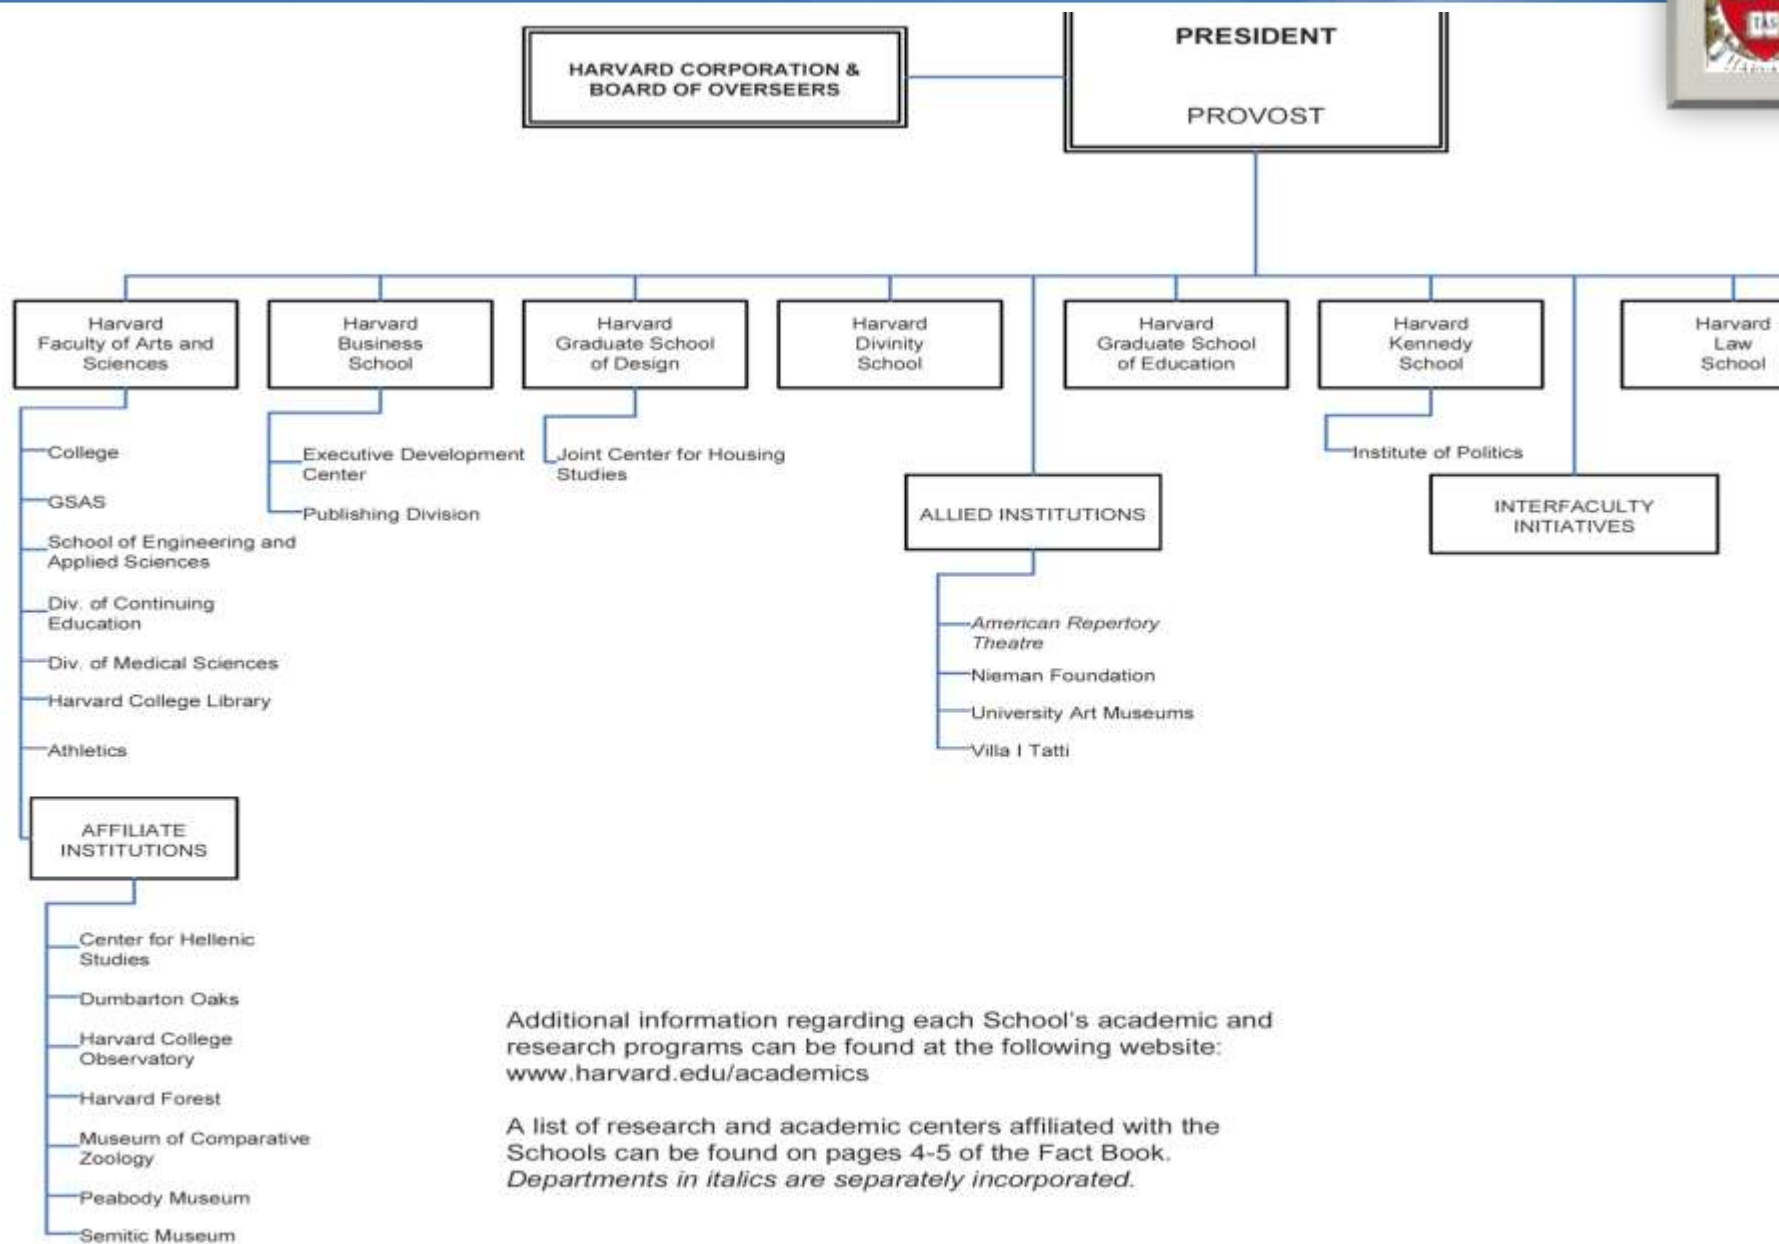 PRESIDENT
PROVOST
HARVARD CORPORATION &
BOARD OF OVERSEERS
Harvard
Faculty of Arts and
Sciences
Harvard
Business
School
Harvard
Graduate School
of Design
Harvard
Divinity
School
Harvard
Graduate School
of Education
Harvard
Kennedy
School
Harvard
Law
School
College
GSAS
School of Engineering and
Applied Sciences
Div. of Continuing
Education
Div. of Medical Sciences
Harvard College Library
Athletics
Executive Development
Center
Publishing Division
Joint Center for Housing
Studies
ALLIED INSTITUTIONS
American Repertory
Theatre
Nieman Foundation
University Art Museums
Villa I Tatti
Institute of Politics
INTERFACULTY
INITIATIVES
AFFILIATE
INSTITUTIONS
Center for Hellenic
Studies
Dumbarton Oaks
Harvard College
Observatory
Harvard Forest
Museum of Comparative
Zoology
Peabody Museum
Semitic Museum
Additional information regarding each School's academic and
research programs can be found at the following website:
www.harvard.edu/academics
A list of research and academic centers affiliated with the
Schools can be found on pages 4-5 of the Fact Book.
Departments in italics are separately incorporated.